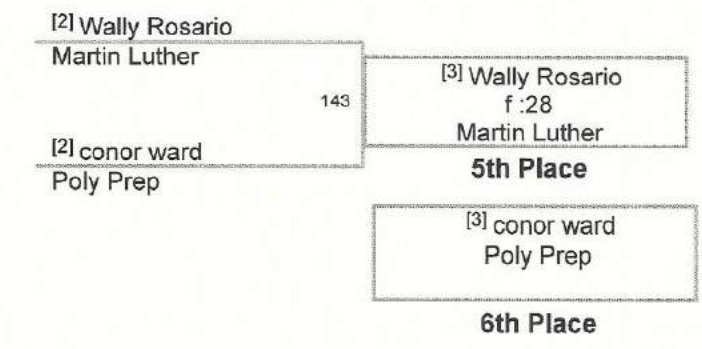 [2] Wally Rosario
Martin Luther
143
[2] conor ward
Poly Prep
[3] Wally Rosario
f :28
Martin Luther
5th Place
[3] conor ward
Poly Prep
6th Place